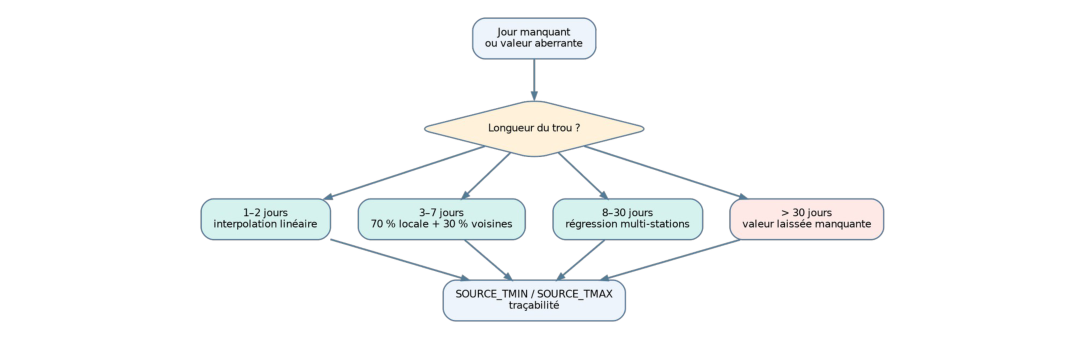 Jour manquant
ou valeur aberrante
Longueur du trou ?
1–2 jours
interpolation linéaire
3–7 jours
70 % locale + 30 % voisines
8–30 jours
régression multi-stations
> 30 jours
valeur laissée manquante
SOURCE_TMIN / SOURCE_TMAX
traçabilité